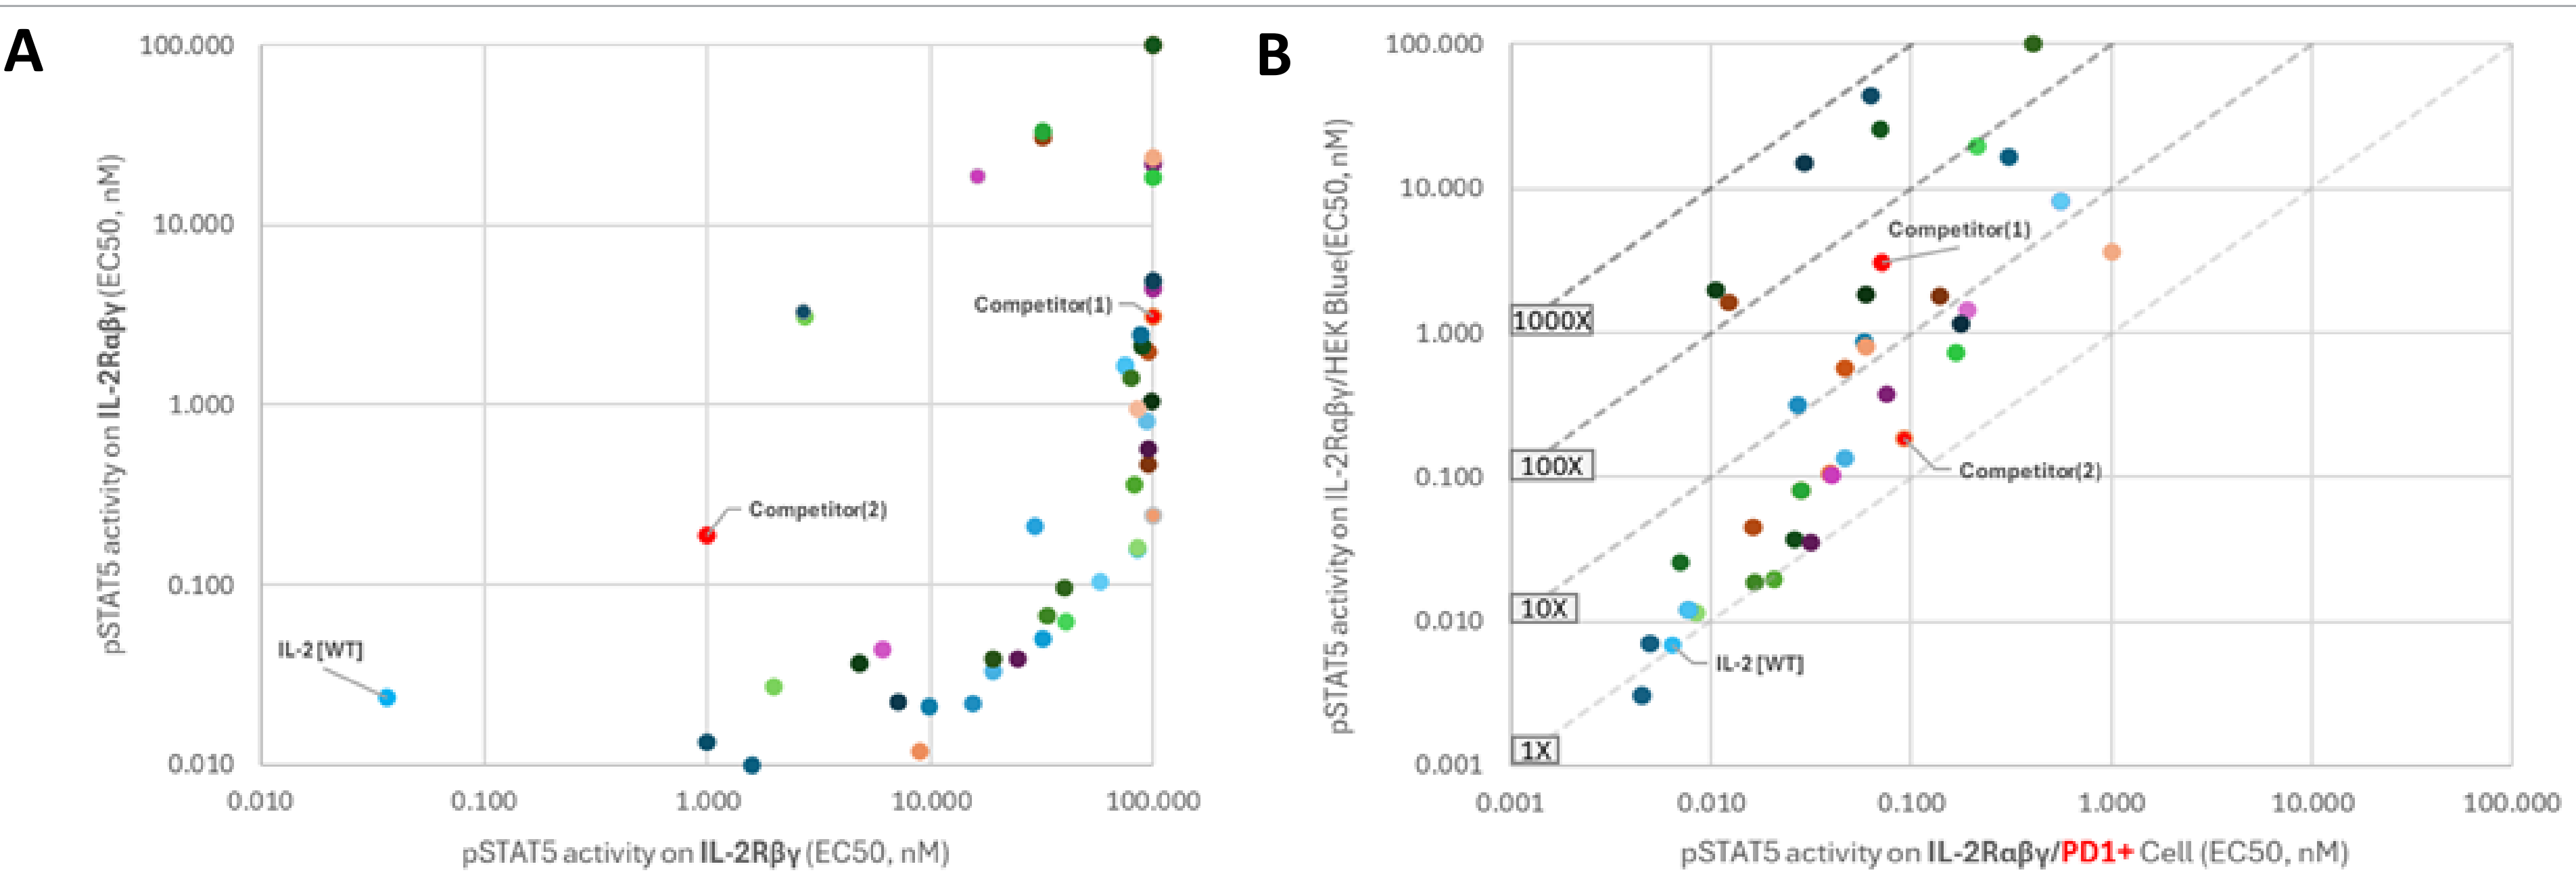 A
pSTAT5 activity on IL-2Rαβγ (EC50, nM)
100.000
10.000
1.000
0.100
0.010
Competitor(1)
Competitor(2)
IL-2 [WT]
0.010 0.100 1.000 10.000 100.000
pSTAT5 activity on IL-2Rβγ (EC50, nM)
B
pSTAT5 activity on IL-2Rαβγ/HEK Blue(EC50, nM)
100.000
10.000
1.000
0.100
0.010
0.001
Competitor(1)
1000X
100X
Competitor(2)
10X
IL-2 [WT]
1X
0.001 0.010 0.100 1.000 10.000 100.000
pSTAT5 activity on IL-2Rαβγ/PD1+ Cell (EC50, nM)